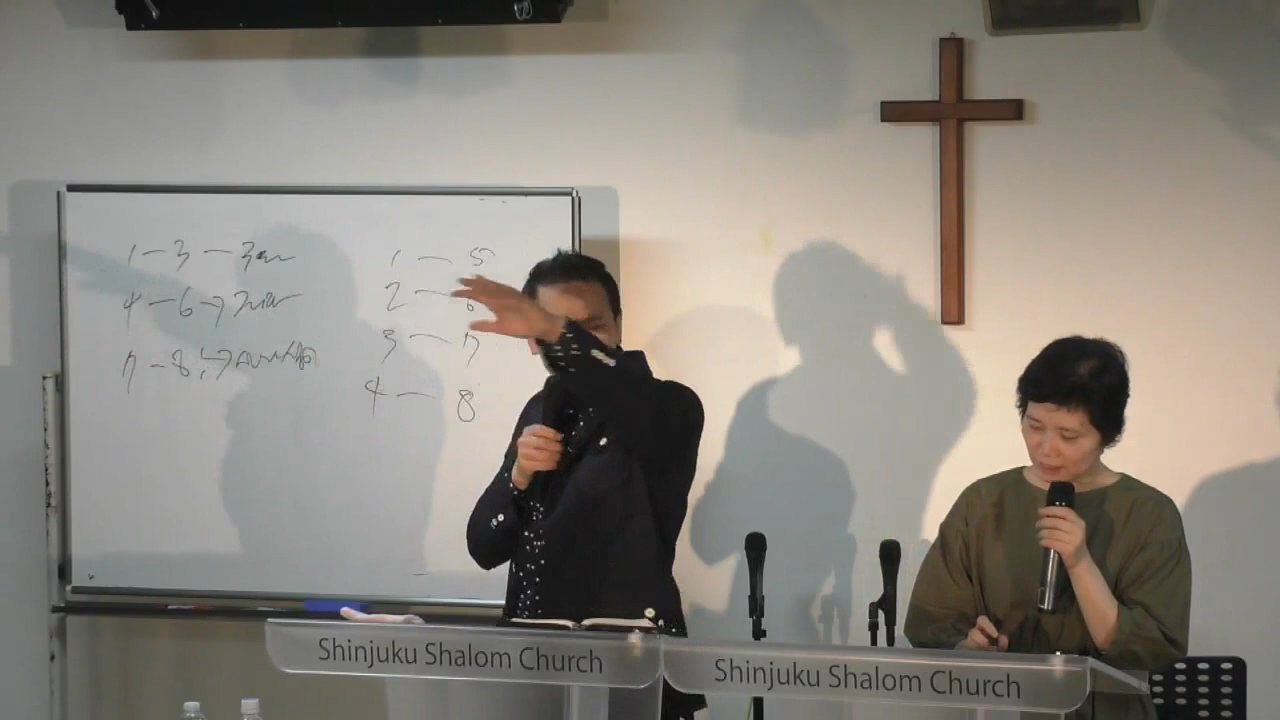 1 — 3 — 3
4 — 6 →
7 — 8 →
1 — 5
2 — 6
3 — 7
4 — 8
Shinjuku Shalom Church
Shinjuku Shalom Church